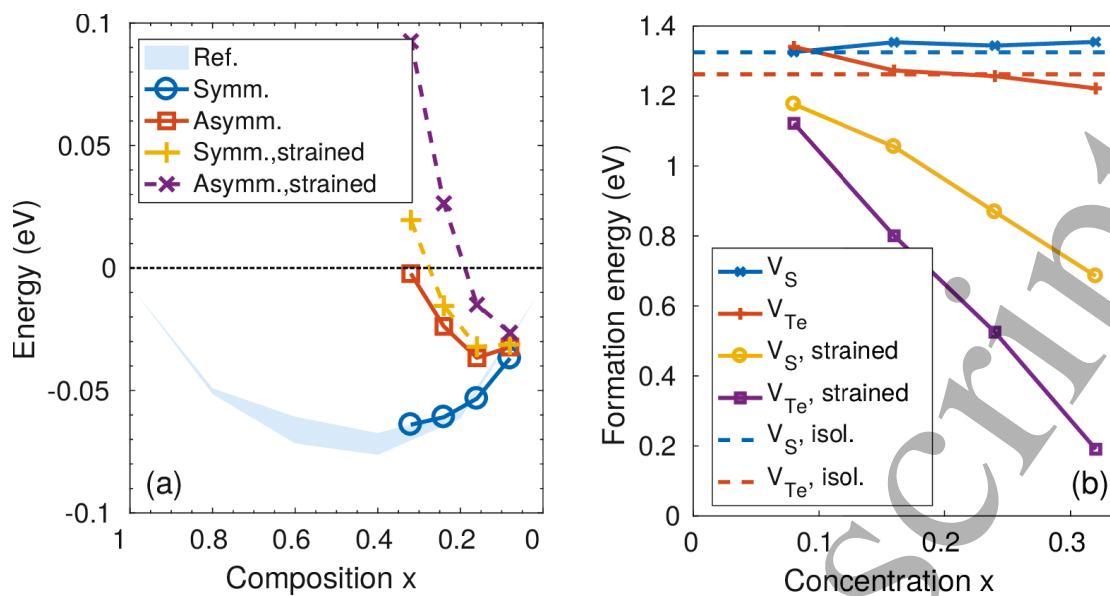 0.1
0.05
0
-0.05
-0.1
Energy (eV)
Ref.
Symm.
Asymm.
Symm.,strained
Asymm.,strained
(a)
1 0.8 0.6 0.4 0.2 0
Composition x
1.4
1.2
1
0.8
0.6
0.4
0.2
0
Formation energy (eV)
V_S
V_Te
V_S, strained
V_Te, strained
V_S, isol.
V_Te, isol.
(b)
0 0.1 0.2 0.3
Concentration x
scrip